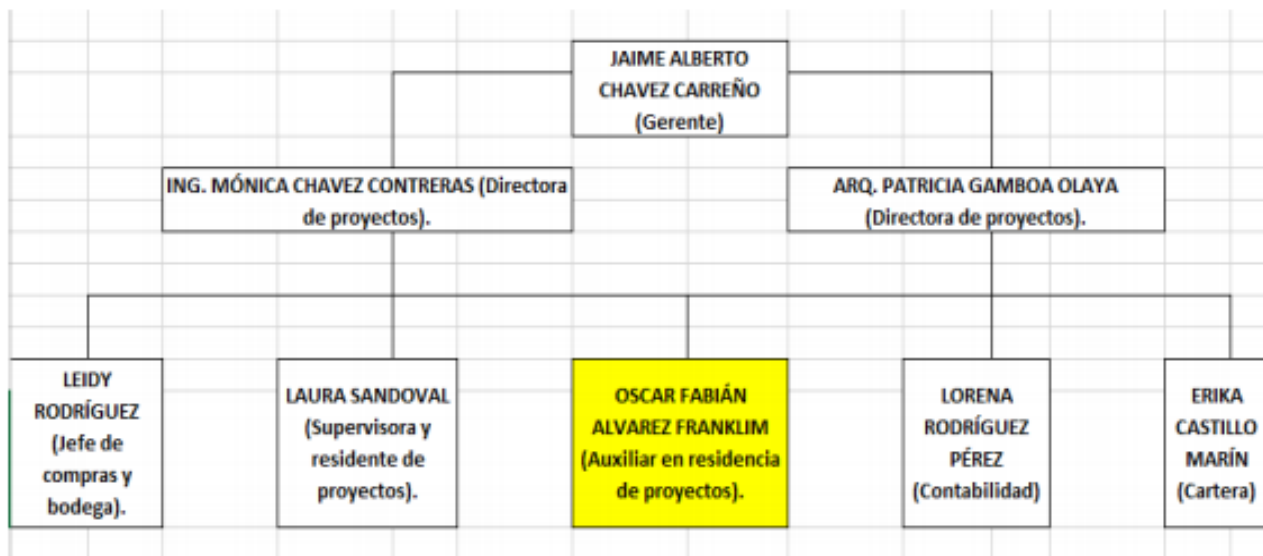 JAIME ALBERTO
CHAVEZ CARREÑO
(Gerente)
ING. MÓNICA CHAVEZ CONTRERAS (Directora
de proyectos).
ARQ. PATRICIA GAMBOA OLAYA
(Directora de proyectos).
LEIDY
RODRÍGUEZ
(Jefe de
compras y
bodega).
LAURA SANDOVAL
(Supervisora y
residente de
proyectos).
OSCAR FABIÁN
ALVAREZ FRANKLIM
(Auxiliar en residencia
de proyectos).
LORENA
RODRÍGUEZ
PÉREZ
(Contabilidad)
ERIKA
CASTILLO
MARÍN
(Cartera)